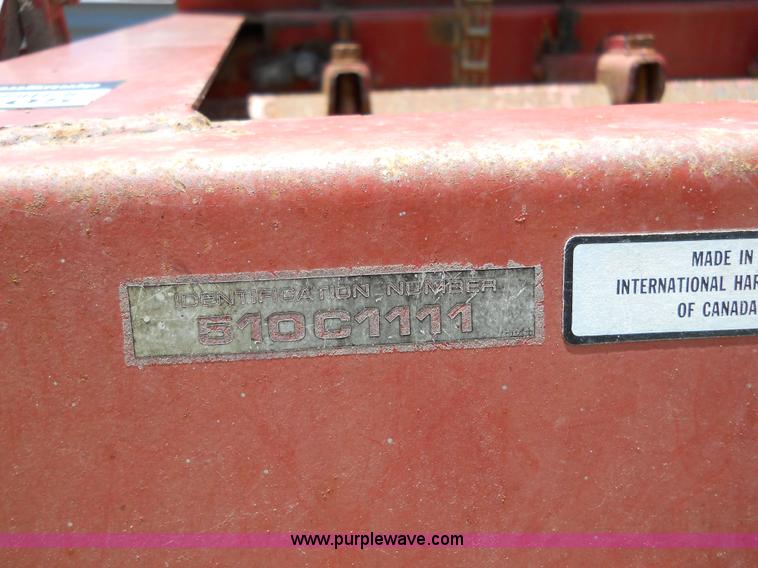 IDENTIFICATION NUMBER
510C1111
MADE IN
INTERNATIONAL HAR
OF CANADA
www.purplewave.com